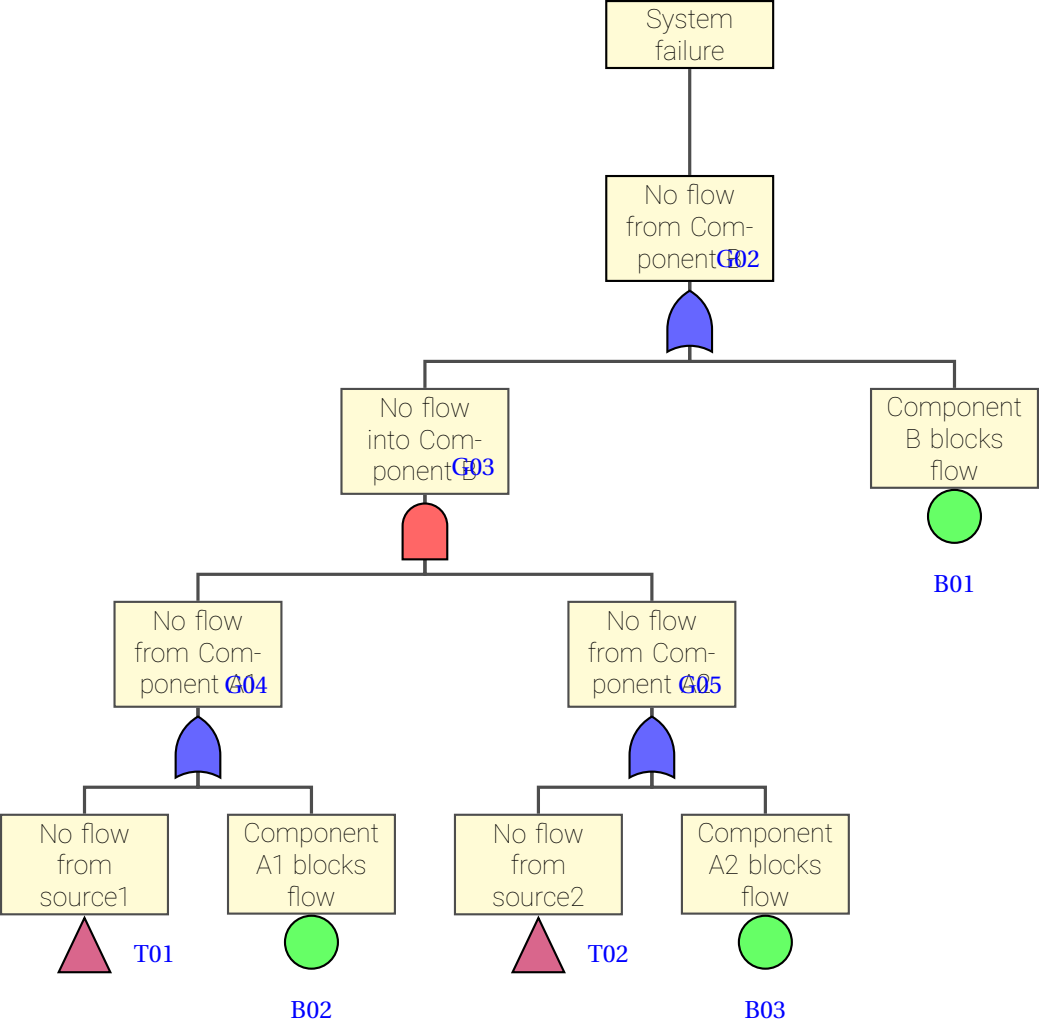 System
failure
No flow
from Com-
ponent B
G02
No flow
into Com-
ponent B
G03
Component
B blocks
flow
B01
No flow
from Com-
ponent A1
G04
No flow
from Com-
ponent A2
G05
No flow
from
source1
T01
Component
A1 blocks
flow
B02
No flow
from
source2
T02
Component
A2 blocks
flow
B03